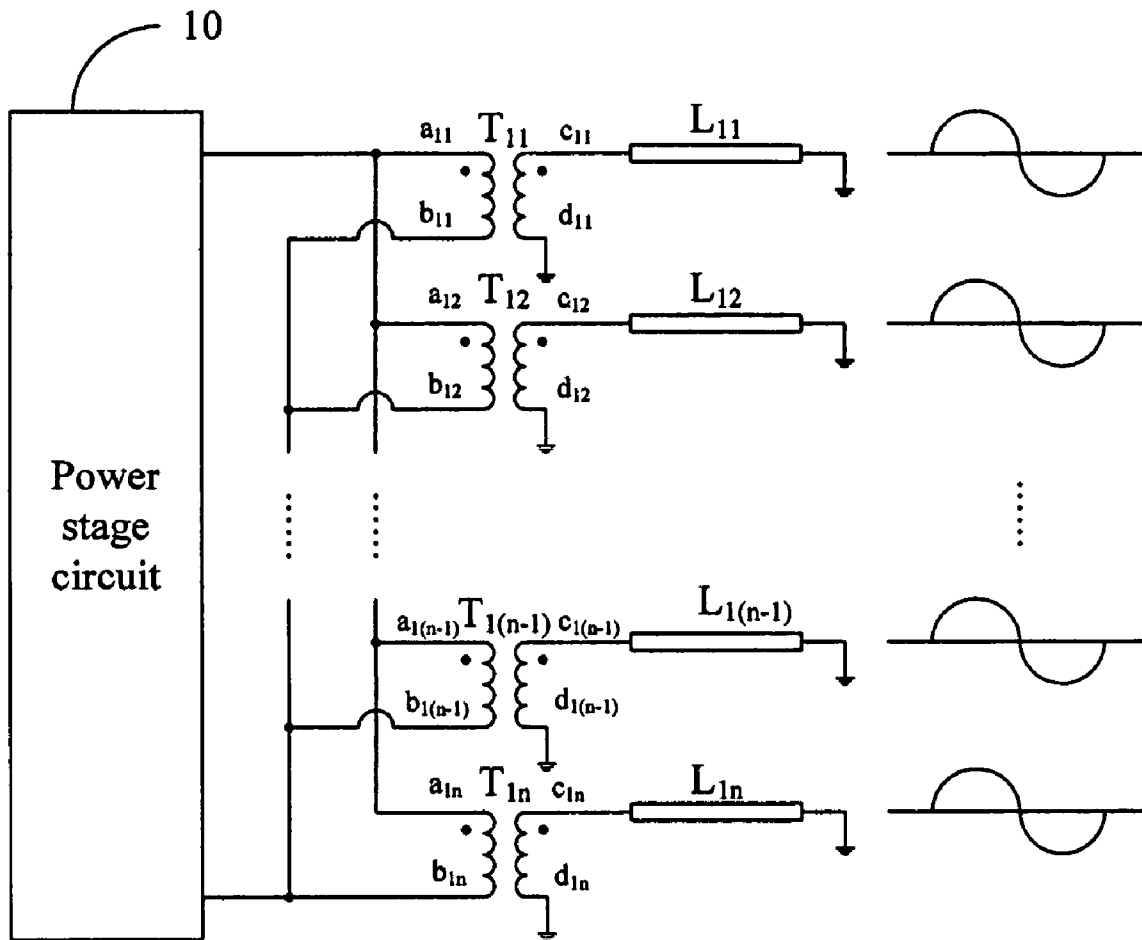 10
a₁₁ T₁₁ c₁₁ L₁₁
b₁₁ d₁₁
a₁₂ T₁₂ c₁₂ L₁₂
b₁₂ d₁₂
Power
stage
circuit
a₁₍ₙ₋₁₎ T₁₍ₙ₋₁₎ c₁₍ₙ₋₁₎ L₁₍ₙ₋₁₎
b₁₍ₙ₋₁₎ d₁₍ₙ₋₁₎
a₁ₙ T₁ₙ c₁ₙ L₁ₙ
b₁ₙ d₁ₙ